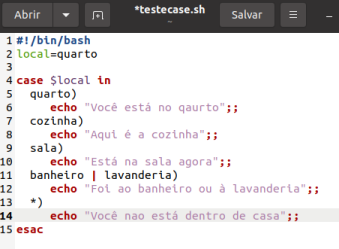 Abrir
*testecase.sh
~
Salvar
1 #!/bin/bash
2 local=quarto
3
4 case $local in
5 quarto)
6 echo "Você está no qaurto";;
7 cozinha)
8 echo "Aqui é a cozinha";;
9 sala)
10 echo "Está na sala agora";;
11 banheiro | lavanderia)
12 echo "Foi ao banheiro ou à lavanderia";;
13 *)
14 echo "Você nao está dentro de casa";;
15 esac